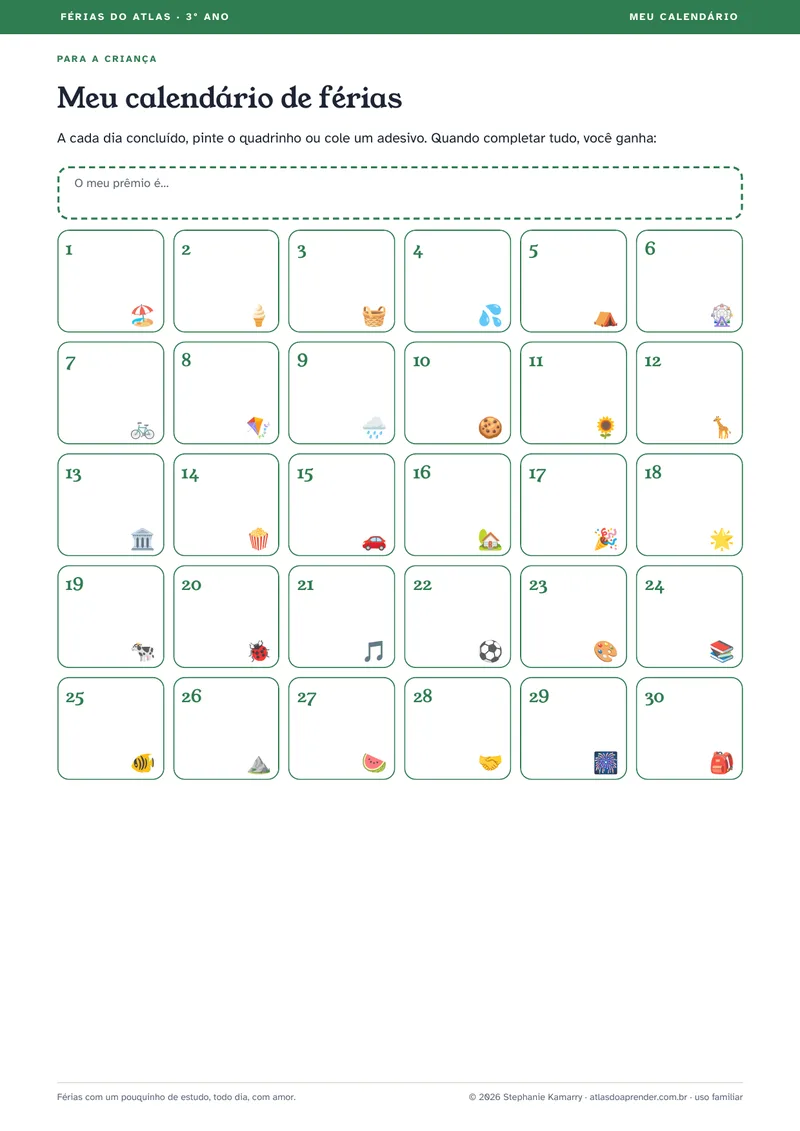 FÉRIAS DO ATLAS · 3º ANO
MEU CALENDÁRIO
PARA A CRIANÇA
Meu calendário de férias
A cada dia concluído, pinte o quadrinho ou cole um adesivo. Quando completar tudo, você ganha:
O meu prêmio é...
1 2 3 4 5 6
7 8 9 10 11 12
13 14 15 16 17 18
19 20 21 22 23 24
25 26 27 28 29 30
Férias com um pouquinho de estudo, todo dia, com amor.
© 2026 Stephanie Kamarry · atlasdoaprender.com.br · uso familiar